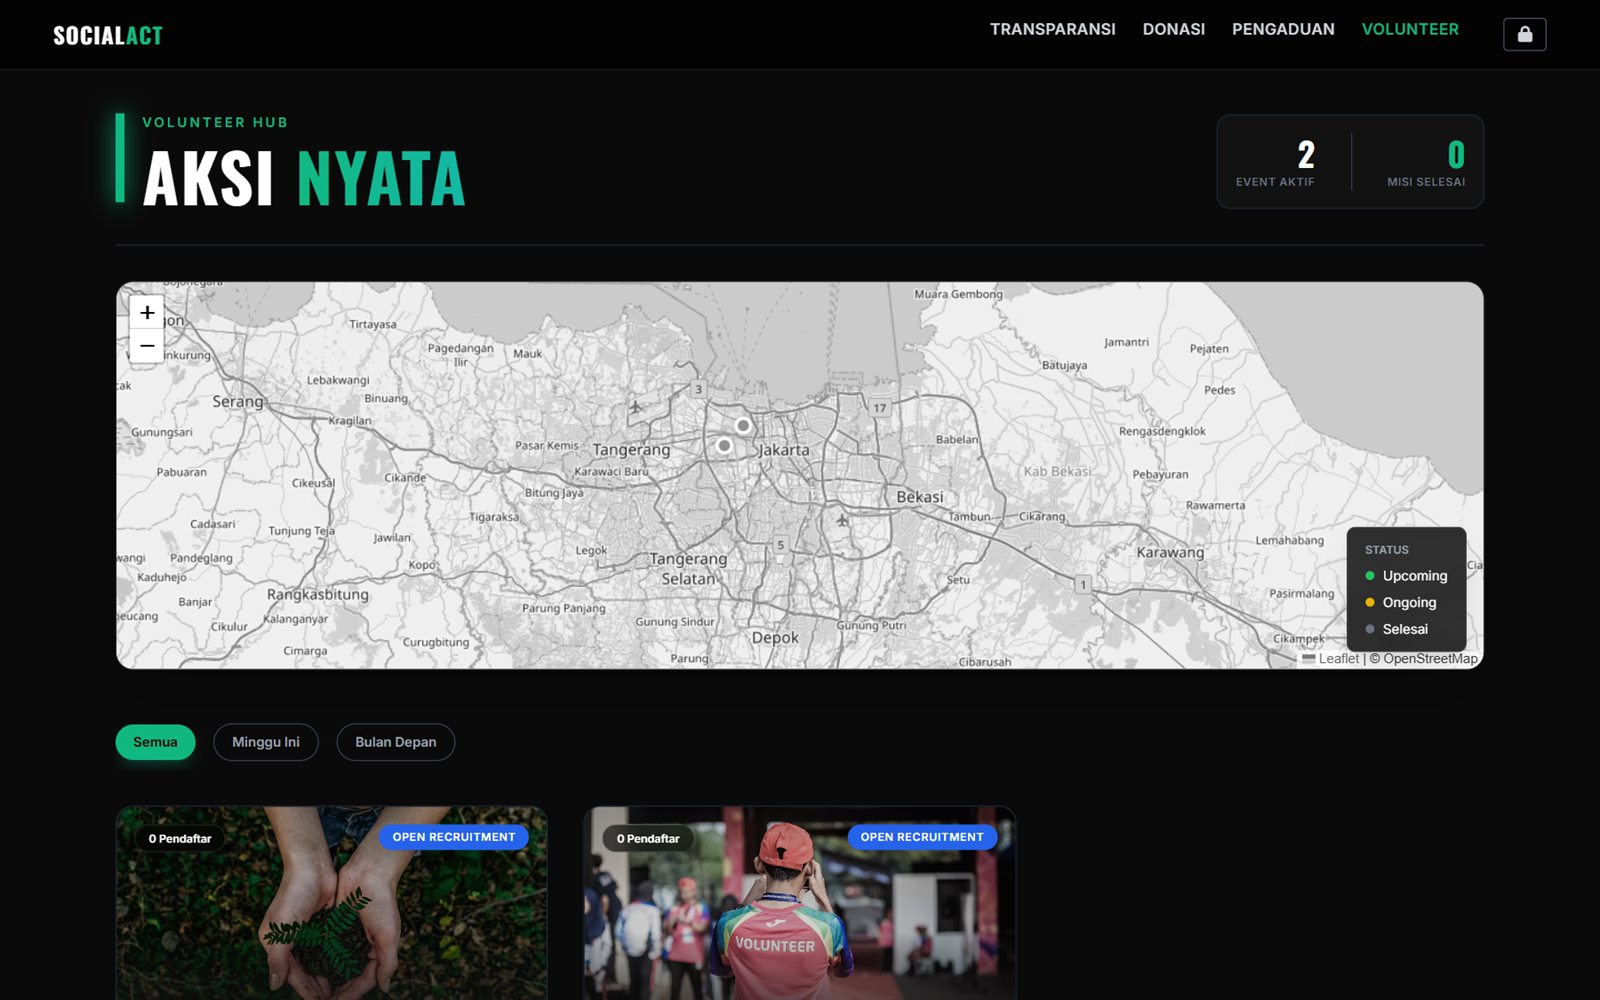 SOCIALACT
TRANSPARANSI
DONASI
PENGADUAN
VOLUNTEER
VOLUNTEER HUB
AKSI NYATA
2
EVENT AKTIF
0
MISI SELESAI
+
−
Muara Gembong
Tirtayasa
Pagedangan
Ilir
Mauk
Jamantri
Pejaten
Batujaya
Lebakwangi
Binuang
Pedes
Serang
3
17
Kragilan
Gunungsari
Pasar Kemis
Tangerang
Jakarta
Babelan
Rengasdengklok
Pabuaran
Cikeusal
Cikande
Karawaci Baru
Kab Bekasi
Pebayuran
Bitung Jaya
Bekasi
Rawamerta
Cadasari
Tunjung Teja
Jawilan
Tigaraksa
Tambun
Cikarang
Pandeglang
Kopo
Legok
5
Tangerang
Selatan
Karawang
Lemahabang
Kaduhejo
Rangkasbitung
Setu
1
Pasirmalang
Banjar
Parung Panjang
Cikulur
Kalanganyar
Gunung Sindur
Depok
Gunung Putri
Cikampek
Cimarga
Curugbitung
Parung
Cibarusah
STATUS
Upcoming
Ongoing
Selesai
Leaflet | © OpenStreetMap
Semua
Minggu Ini
Bulan Depan
0 Pendaftar
OPEN RECRUITMENT
0 Pendaftar
OPEN RECRUITMENT
VOLUNTEER